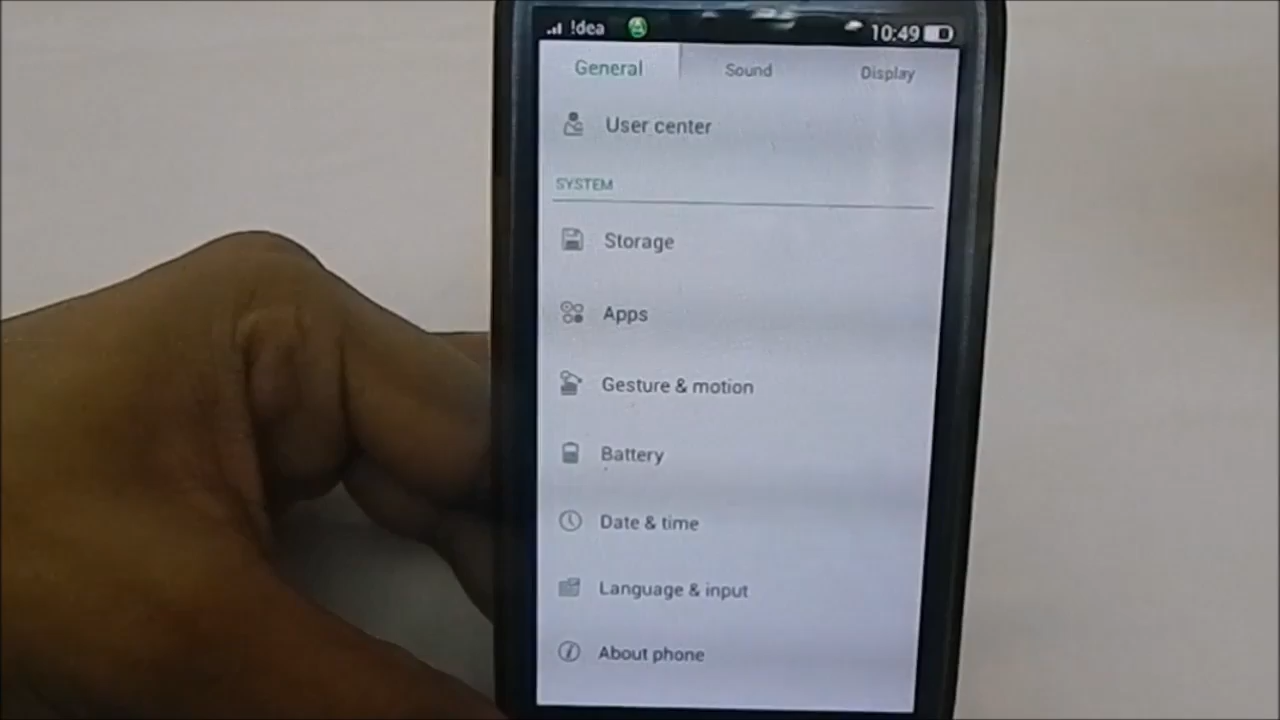 !dea 10:49
General Sound Display
User center
SYSTEM
Storage
Apps
Gesture & motion
Battery
Date & time
Language & input
About phone